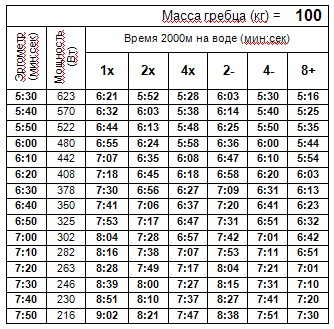 Масса гребца (кг) = 100
Эргометр (мин:сек) Мощность (Вт) Время 2000м на воде (мин:сек)
1x 2x 4x 2- 4- 8+
5:30 623 6:21 5:52 5:28 6:03 5:30 5:16
5:40 570 6:32 6:03 5:38 6:14 5:40 5:25
5:50 522 6:44 6:13 5:48 6:25 5:50 5:35
6:00 480 6:55 6:24 5:58 6:36 6:00 5:44
6:10 442 7:07 6:35 6:08 6:47 6:10 5:54
6:20 408 7:18 6:45 6:18 6:58 6:20 6:03
6:30 378 7:30 6:56 6:27 7:09 6:31 6:13
6:40 350 7:41 7:06 6:37 7:20 6:41 6:23
6:50 325 7:53 7:17 6:47 7:31 6:51 6:32
7:00 302 8:04 7:28 6:57 7:42 7:01 6:42
7:10 282 8:16 7:38 7:07 7:53 7:11 6:51
7:20 263 8:28 7:49 7:17 8:04 7:21 7:01
7:30 246 8:39 8:00 7:27 8:15 7:31 7:10
7:40 230 8:51 8:10 7:37 8:27 7:41 7:20
7:50 216 9:02 8:21 7:47 8:38 7:51 7:30